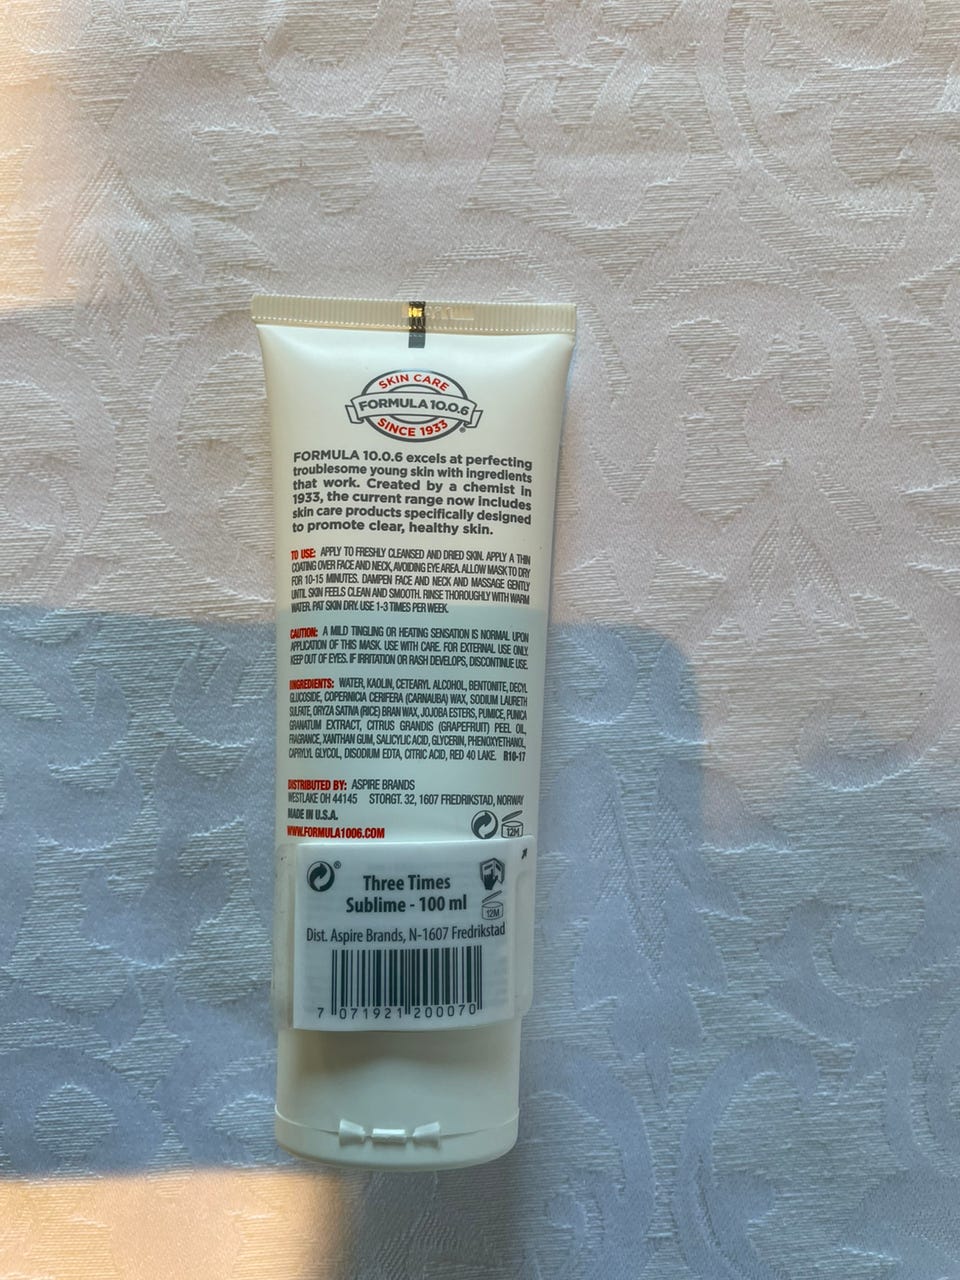 SKIN CARE
FORMULA 10.0.6
SINCE 1933
FORMULA 10.0.6 excels at perfecting
troublesome young skin with ingredients
that work. Created by a chemist in
1933, the current range now includes
skin care products specifically designed
to promote clear, healthy skin.
TO USE: APPLY TO FRESHLY CLEANSED AND DRIED SKIN. APPLY A THIN
COATING OVER FACE AND NECK, AVOIDING EYE AREA. ALLOW MASK TO DRY
FOR 10-15 MINUTES. DAMPEN FACE AND NECK AND MASSAGE GENTLY
UNTIL SKIN FEELS CLEAN AND SMOOTH. RINSE THOROUGHLY WITH WARM
WATER. PAT SKIN DRY. USE 1-3 TIMES PER WEEK.
CAUTION: A MILD TINGLING OR HEATING SENSATION IS NORMAL UPON
APPLICATION OF THIS MASK. USE WITH CARE. FOR EXTERNAL USE ONLY.
KEEP OUT OF EYES. IF IRRITATION OR RASH DEVELOPS, DISCONTINUE USE.
INGREDIENTS: WATER, KAOLIN, CETEARYL ALCOHOL, BENTONITE, DECYL
GLUCOSIDE, COPERNICIA CERIFERA (CARNAUBA) WAX, SODIUM LAURETH
SULFATE, ORYZA SATIVA (RICE) BRAN WAX, JOJOBA ESTERS, PUMICE, PUNICA
GRANATUM EXTRACT, CITRUS GRANDIS (GRAPEFRUIT) PEEL OIL,
FRAGRANCE, XANTHAN GUM, SALICYLIC ACID, GLYCERIN, PHENOXYETHANOL,
CAPRYLYL GLYCOL, DISODIUM EDTA, CITRIC ACID, RED 40 LAKE. R10-17
DISTRIBUTED BY: ASPIRE BRANDS
WESTLAKE OH 44145 STORGT. 32, 1607 FREDRIKSTAD, NORWAY
MADE IN U.S.A.
WWW.FORMULA1006.COM
12M
Three Times
Sublime - 100 ml
12M
Dist. Aspire Brands, N-1607 Fredrikstad
7 071921 200070